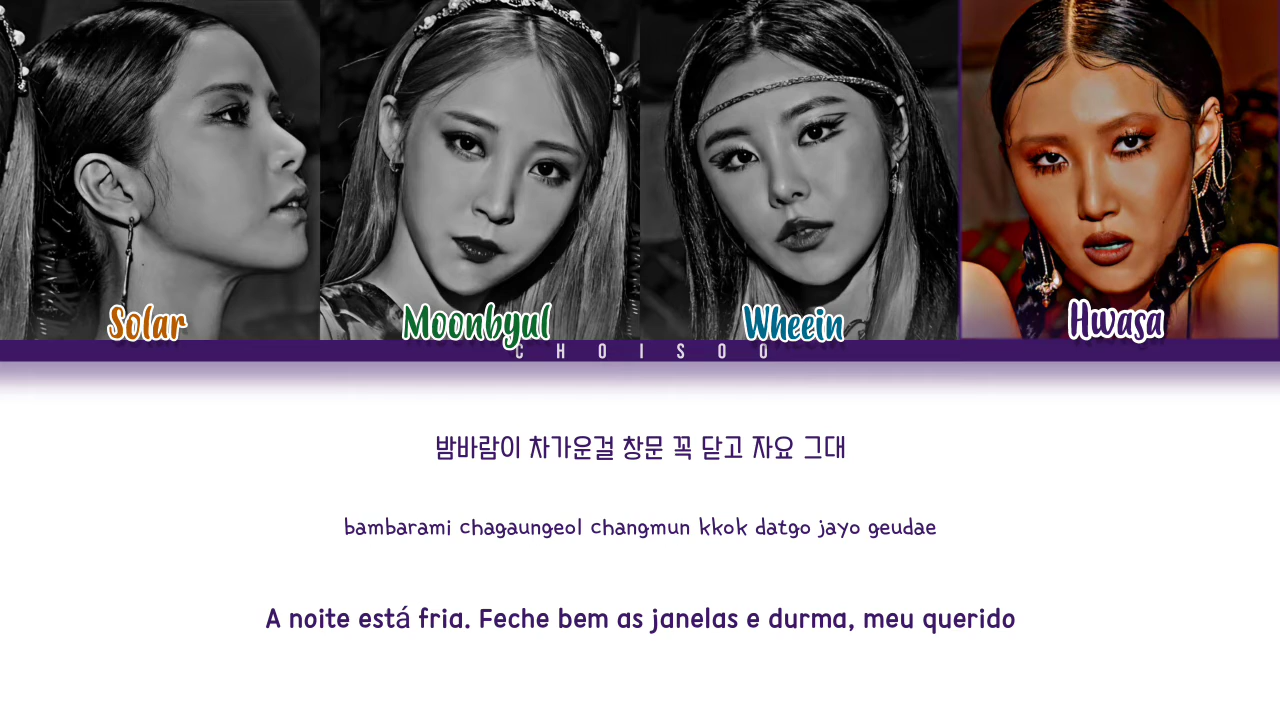 Solar Moonbyul Wheein Hwasa
CHOISOO
밤바람이 차가운걸 창문 꼭 닫고 자요 그대
bambarami chagaungeol changmun kkok datgo jayo geudae
A noite está fria. Feche bem as janelas e durma, meu querido